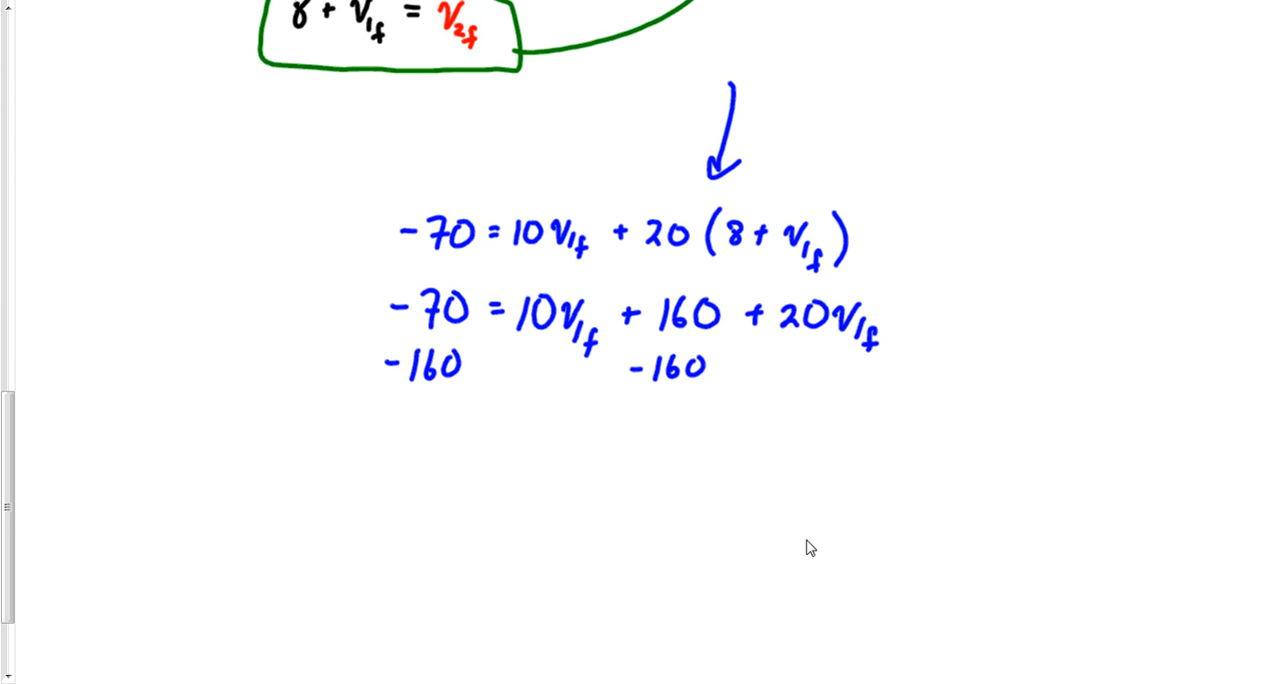 8 + v₁f = v₂f
-70 = 10v₁f + 20(8 + v₁f)
-70 = 10v₁f + 160 + 20v₁f
-160 -160